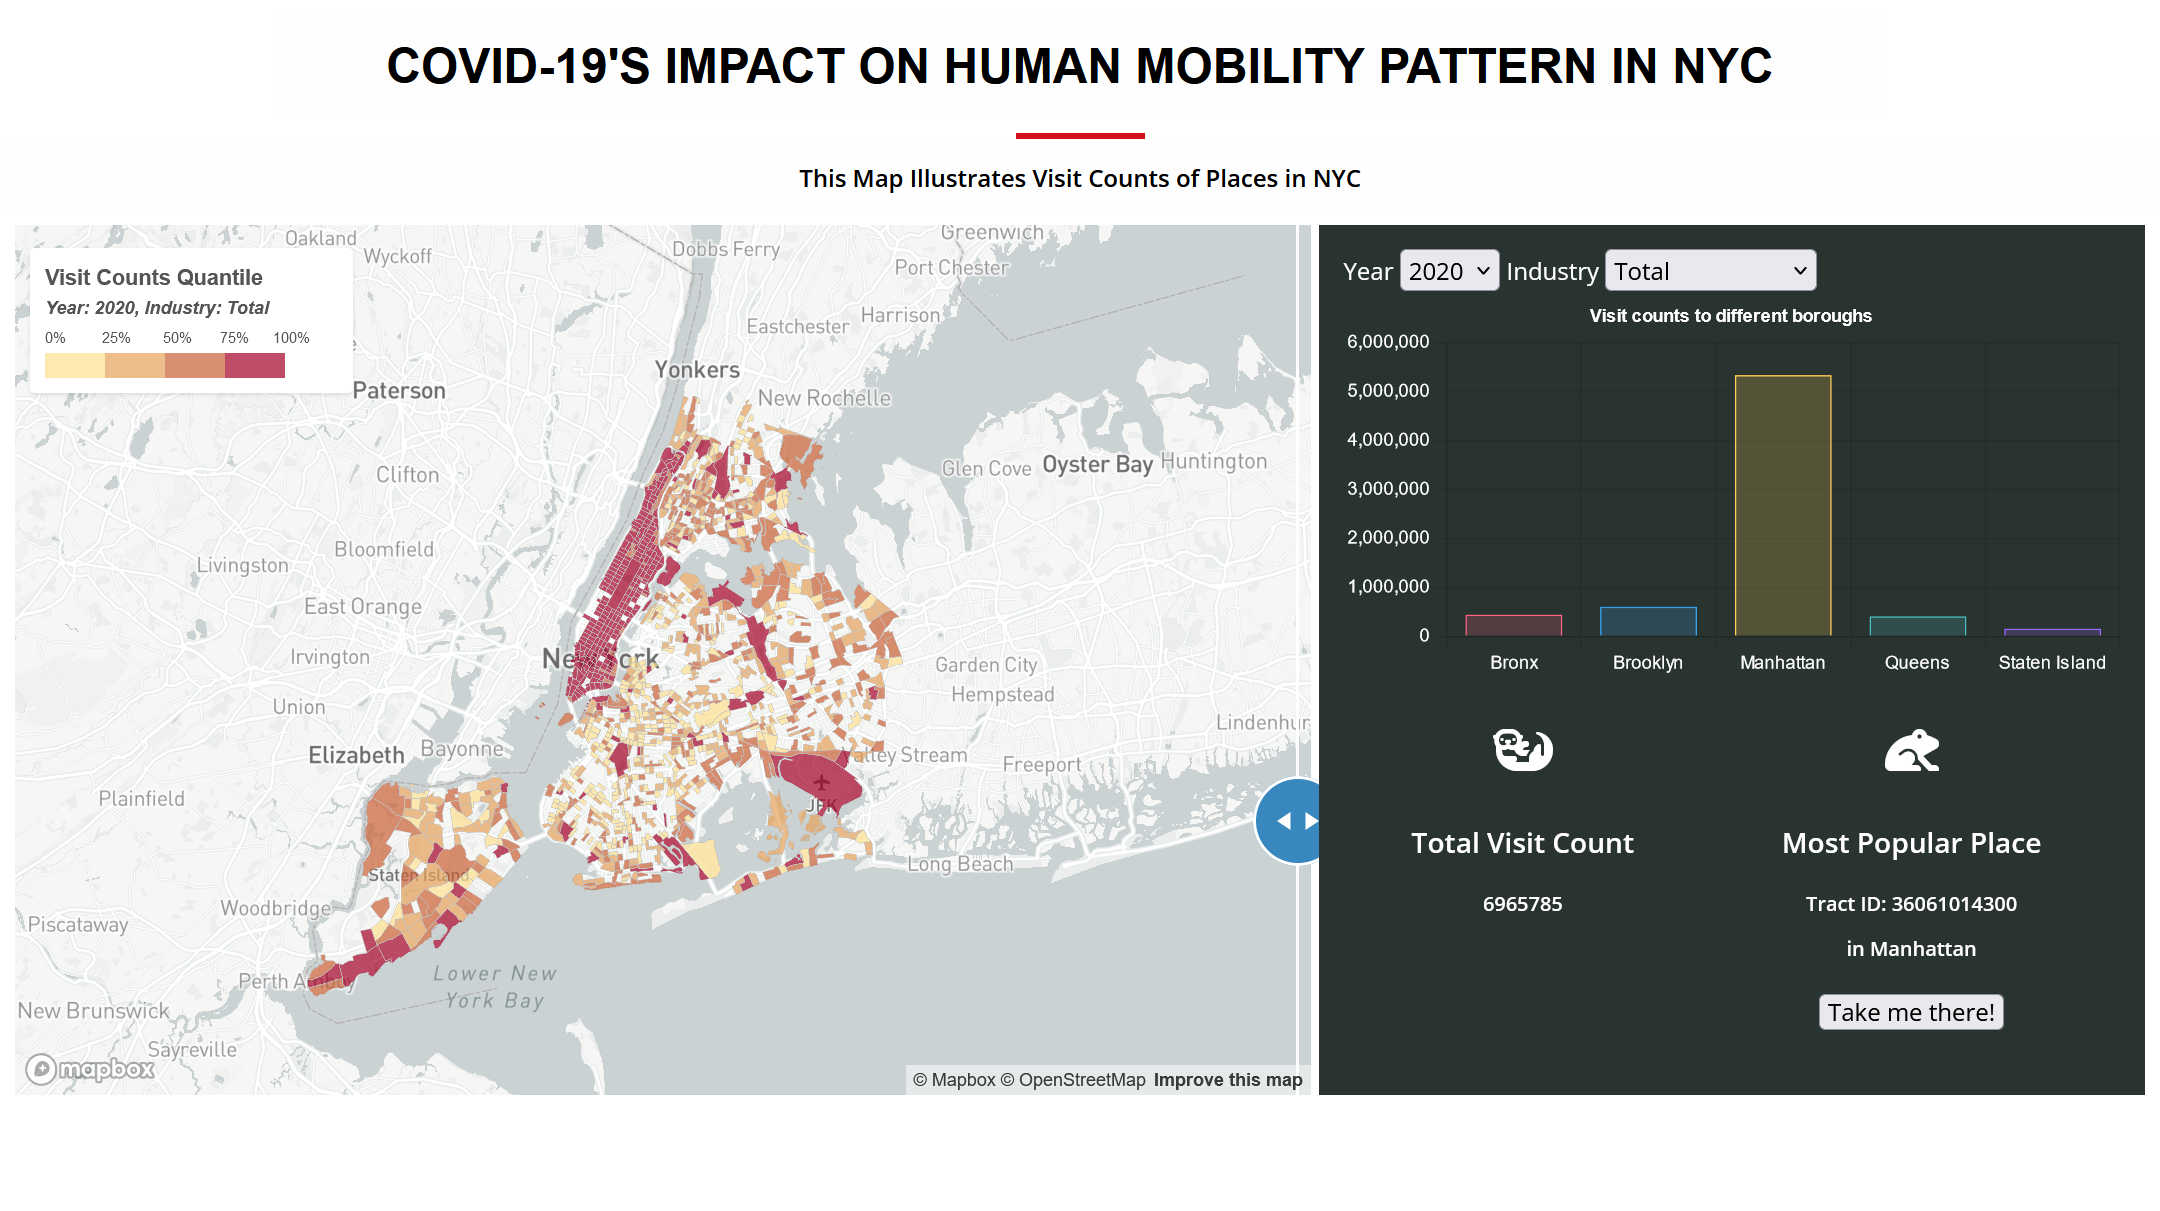 COVID-19'S IMPACT ON HUMAN MOBILITY PATTERN IN NYC
This Map Illustrates Visit Counts of Places in NYC
Visit Counts Quantile
Year: 2020, Industry: Total
0% 25% 50% 75% 100%
Oakland
Wyckoff
Dobbs Ferry
Greenwich
Port Chester
Harrison
Eastchester
Yonkers
Paterson
New Rochelle
Clifton
Glen Cove
Oyster Bay
Huntington
Bloomfield
Livingston
East Orange
Irvington
New York
Garden City
Hempstead
Union
Lindenhur
Elizabeth
Bayonne
Valley Stream
Freeport
Plainfield
JFK
Long Beach
Staten Island
Woodbridge
Piscataway
Perth Amboy
Lower New
York Bay
New Brunswick
Sayreville
mapbox
© Mapbox © OpenStreetMap Improve this map
Year 2020 Industry Total
Visit counts to different boroughs
6,000,000
5,000,000
4,000,000
3,000,000
2,000,000
1,000,000
0
Bronx Brooklyn Manhattan Queens Staten Island
Total Visit Count
6965785
Most Popular Place
Tract ID: 36061014300
in Manhattan
Take me there!